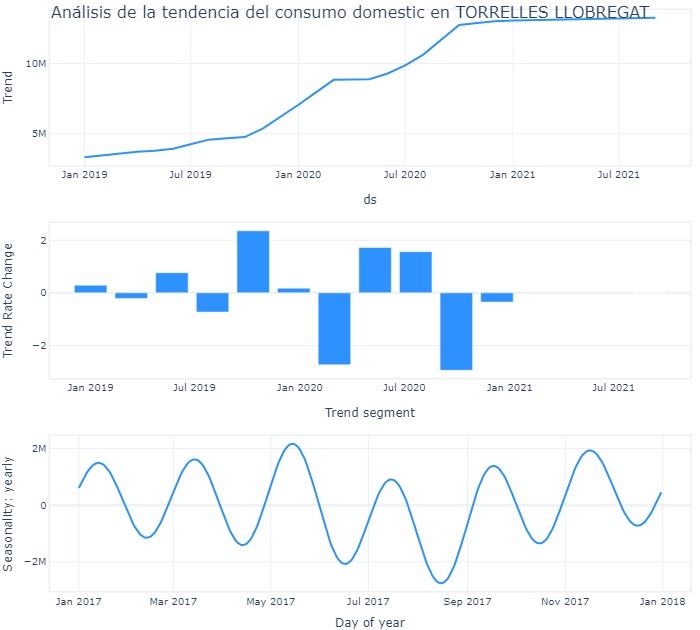 Análisis de la tendencia del consumo domestic en TORRELLES LLOBREGAT
Trend
10M
5M
Jan 2019 Jul 2019 Jan 2020 Jul 2020 Jan 2021 Jul 2021
ds
Trend Rate Change
2
0
−2
Jan 2019 Jul 2019 Jan 2020 Jul 2020 Jan 2021 Jul 2021
Trend segment
Seasonality: yearly
2M
0
−2M
Jan 2017 Mar 2017 May 2017 Jul 2017 Sep 2017 Nov 2017 Jan 2018
Day of year